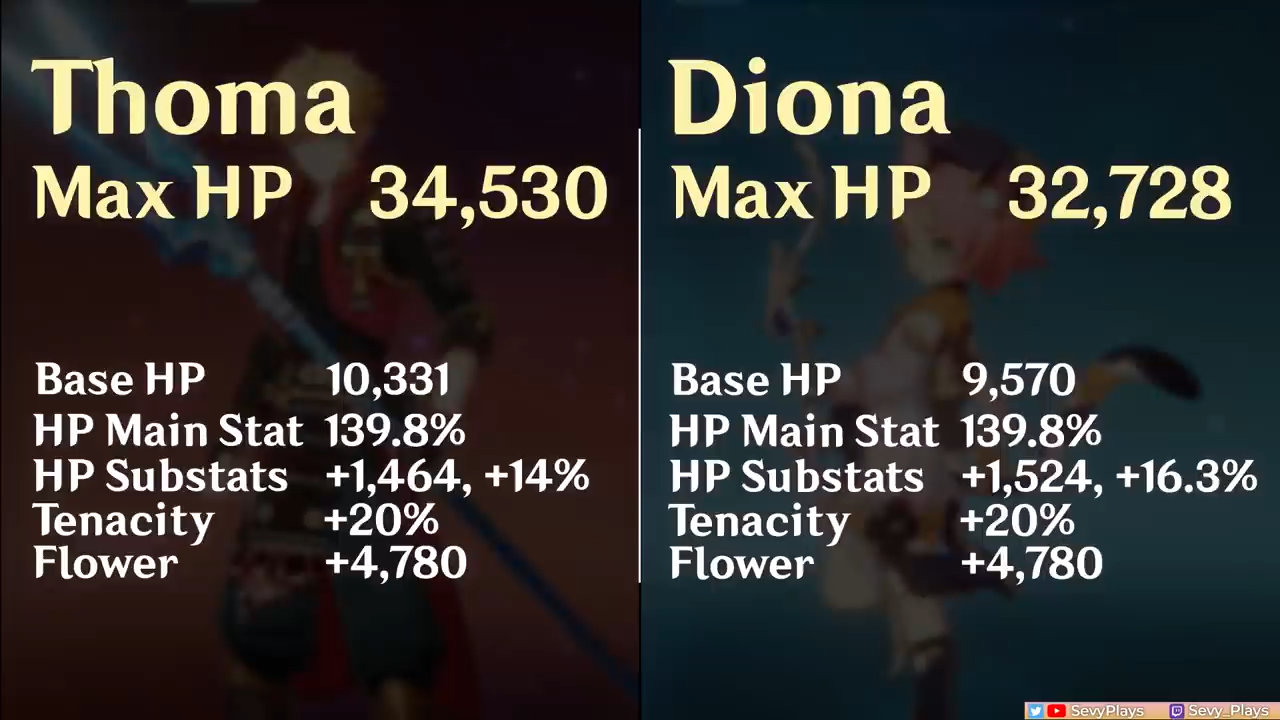 Thoma
Max HP 34,530
Base HP 10,331
HP Main Stat 139.8%
HP Substats +1,464, +14%
Tenacity +20%
Flower +4,780
Diona
Max HP 32,728
Base HP 9,570
HP Main Stat 139.8%
HP Substats +1,524, +16.3%
Tenacity +20%
Flower +4,780
SevyPlays Sevy_Plays